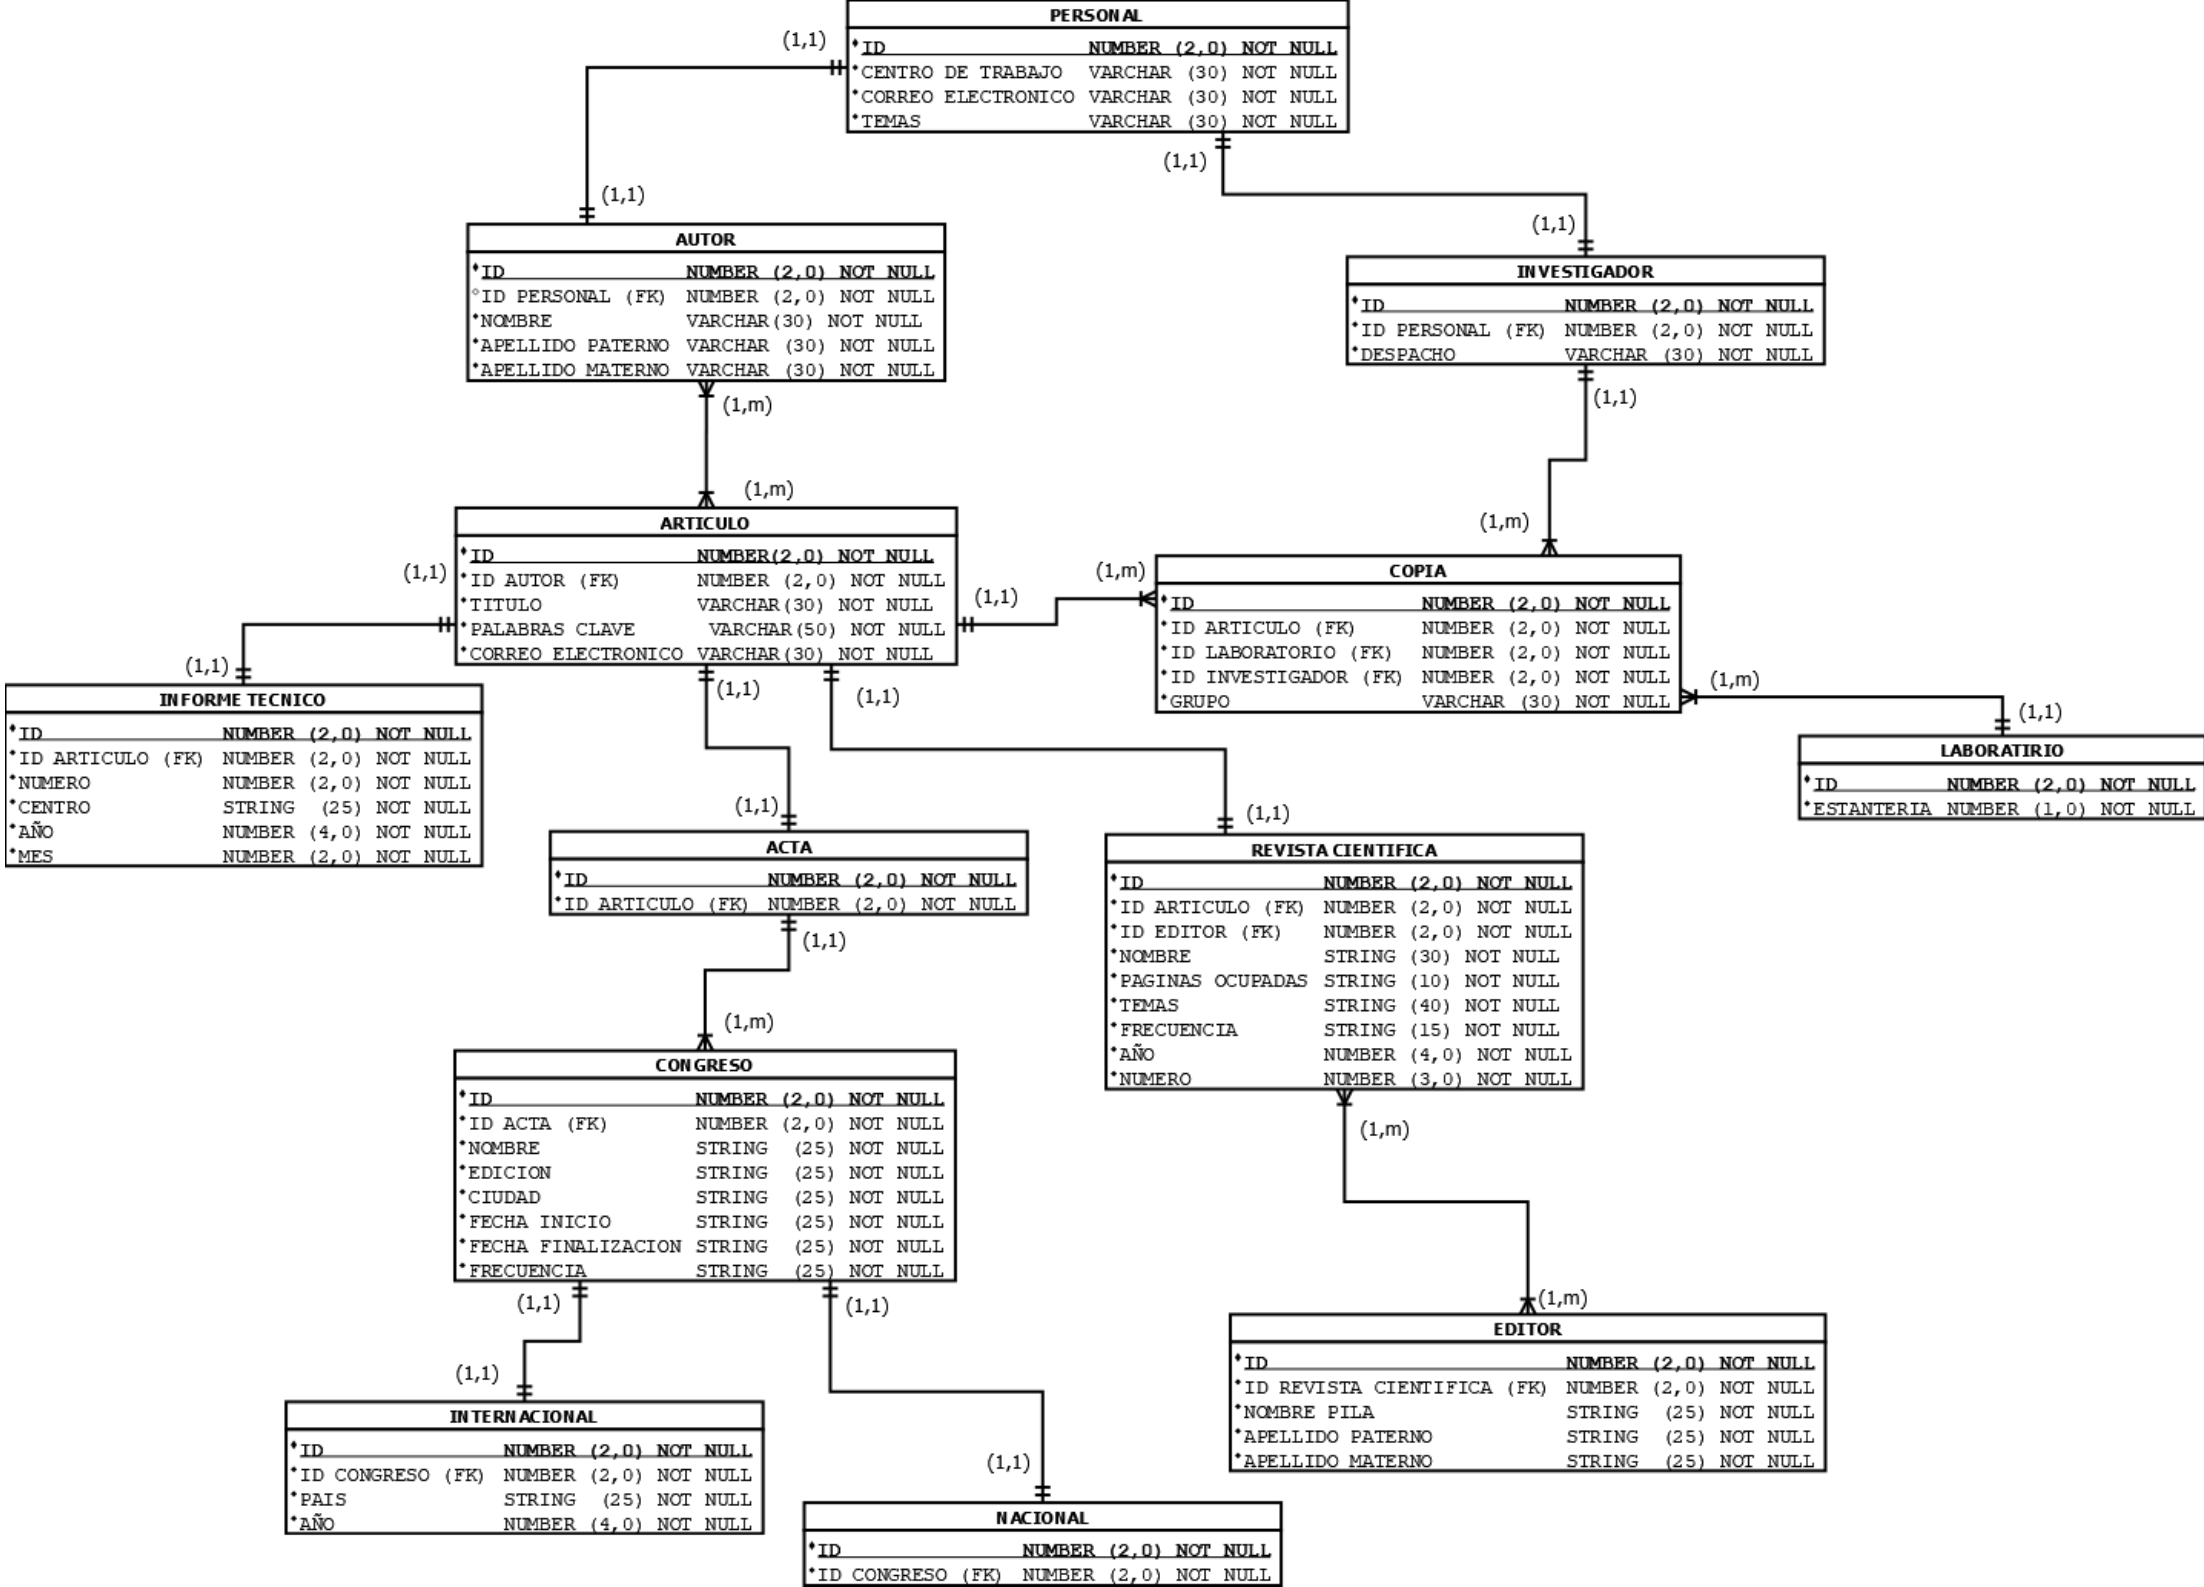 PERSONAL
ID NUMBER (2,0) NOT NULL
CENTRO DE TRABAJO VARCHAR (30) NOT NULL
CORREO ELECTRONICO VARCHAR (30) NOT NULL
TEMAS VARCHAR (30) NOT NULL
(1,1)
(1,1)
(1,1)
(1,1)
AUTOR
ID NUMBER (2,0) NOT NULL
ID PERSONAL (FK) NUMBER (2,0) NOT NULL
NOMBRE VARCHAR(30) NOT NULL
APELLIDO PATERNO VARCHAR (30) NOT NULL
APELLIDO MATERNO VARCHAR (30) NOT NULL
INVESTIGADOR
ID NUMBER (2,0) NOT NULL
ID PERSONAL (FK) NUMBER (2,0) NOT NULL
DESPACHO VARCHAR (30) NOT NULL
(1,m)
(1,1)
(1,m)
(1,m)
ARTICULO
ID NUMBER(2,0) NOT NULL
ID AUTOR (FK) NUMBER (2,0) NOT NULL
TITULO VARCHAR(30) NOT NULL
PALABRAS CLAVE VARCHAR(50) NOT NULL
CORREO ELECTRONICO VARCHAR(30) NOT NULL
(1,1)
(1,1)
(1,m)
COPIA
ID NUMBER (2,0) NOT NULL
ID ARTICULO (FK) NUMBER (2,0) NOT NULL
ID LABORATORIO (FK) NUMBER (2,0) NOT NULL
ID INVESTIGADOR (FK) NUMBER (2,0) NOT NULL
GRUPO VARCHAR (30) NOT NULL
(1,1)
(1,1)
(1,1)
(1,m)
(1,1)
INFORME TECNICO
ID NUMBER (2,0) NOT NULL
ID ARTICULO (FK) NUMBER (2,0) NOT NULL
NUMERO NUMBER (2,0) NOT NULL
CENTRO STRING (25) NOT NULL
AÑO NUMBER (4,0) NOT NULL
MES NUMBER (2,0) NOT NULL
LABORATIRIO
ID NUMBER (2,0) NOT NULL
ESTANTERIA NUMBER (1,0) NOT NULL
(1,1)
(1,1)
ACTA
ID NUMBER (2,0) NOT NULL
ID ARTICULO (FK) NUMBER (2,0) NOT NULL
REVISTA CIENTIFICA
ID NUMBER (2,0) NOT NULL
ID ARTICULO (FK) NUMBER (2,0) NOT NULL
ID EDITOR (FK) NUMBER (2,0) NOT NULL
NOMBRE STRING (30) NOT NULL
PAGINAS OCUPADAS STRING (10) NOT NULL
TEMAS STRING (40) NOT NULL
FRECUENCIA STRING (15) NOT NULL
AÑO NUMBER (4,0) NOT NULL
NUMERO NUMBER (3,0) NOT NULL
(1,1)
(1,m)
CONGRESO
ID NUMBER (2,0) NOT NULL
ID ACTA (FK) NUMBER (2,0) NOT NULL
NOMBRE STRING (25) NOT NULL
EDICION STRING (25) NOT NULL
CIUDAD STRING (25) NOT NULL
FECHA INICIO STRING (25) NOT NULL
FECHA FINALIZACION STRING (25) NOT NULL
FRECUENCIA STRING (25) NOT NULL
(1,m)
(1,m)
(1,1)
(1,1)
EDITOR
ID NUMBER (2,0) NOT NULL
ID REVISTA CIENTIFICA (FK) NUMBER (2,0) NOT NULL
NOMBRE PILA STRING (25) NOT NULL
APELLIDO PATERNO STRING (25) NOT NULL
APELLIDO MATERNO STRING (25) NOT NULL
(1,1)
INTERNACIONAL
ID NUMBER (2,0) NOT NULL
ID CONGRESO (FK) NUMBER (2,0) NOT NULL
PAIS STRING (25) NOT NULL
AÑO NUMBER (4,0) NOT NULL
(1,1)
NACIONAL
ID NUMBER (2,0) NOT NULL
ID CONGRESO (FK) NUMBER (2,0) NOT NULL